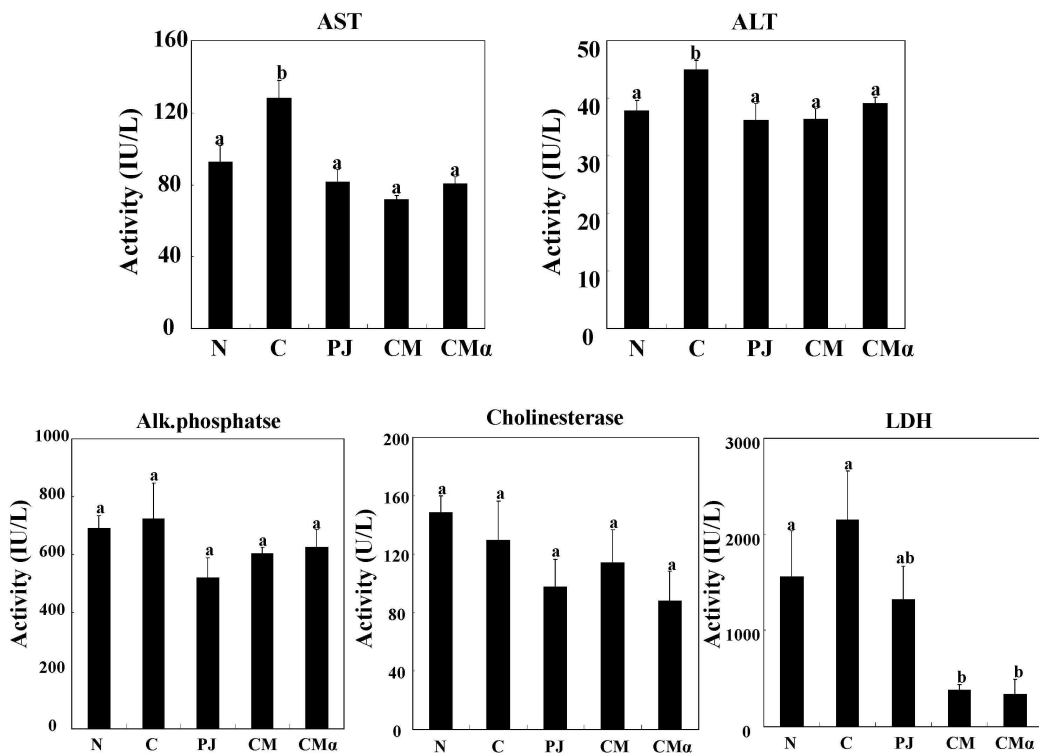 AST
160
120
80
40
0
Activity (IU/L)
a
b
a
a
a
N C PJ CM CMα
ALT
50
40
30
20
10
0
Activity (IU/L)
a
b
a
a
a
N C PJ CM CMα
Alk.phosphatse
1000
800
600
400
200
0
Activity (IU/L)
a
a
a
a
a
N C PJ CM CMα
Cholinesterase
200
160
120
80
40
0
Activity (U/L)
a
a
a
a
a
N C PJ CM CMα
LDH
3000
2000
1000
0
Activity (IU/L)
a
a
ab
b
b
N C PJ CM CMα